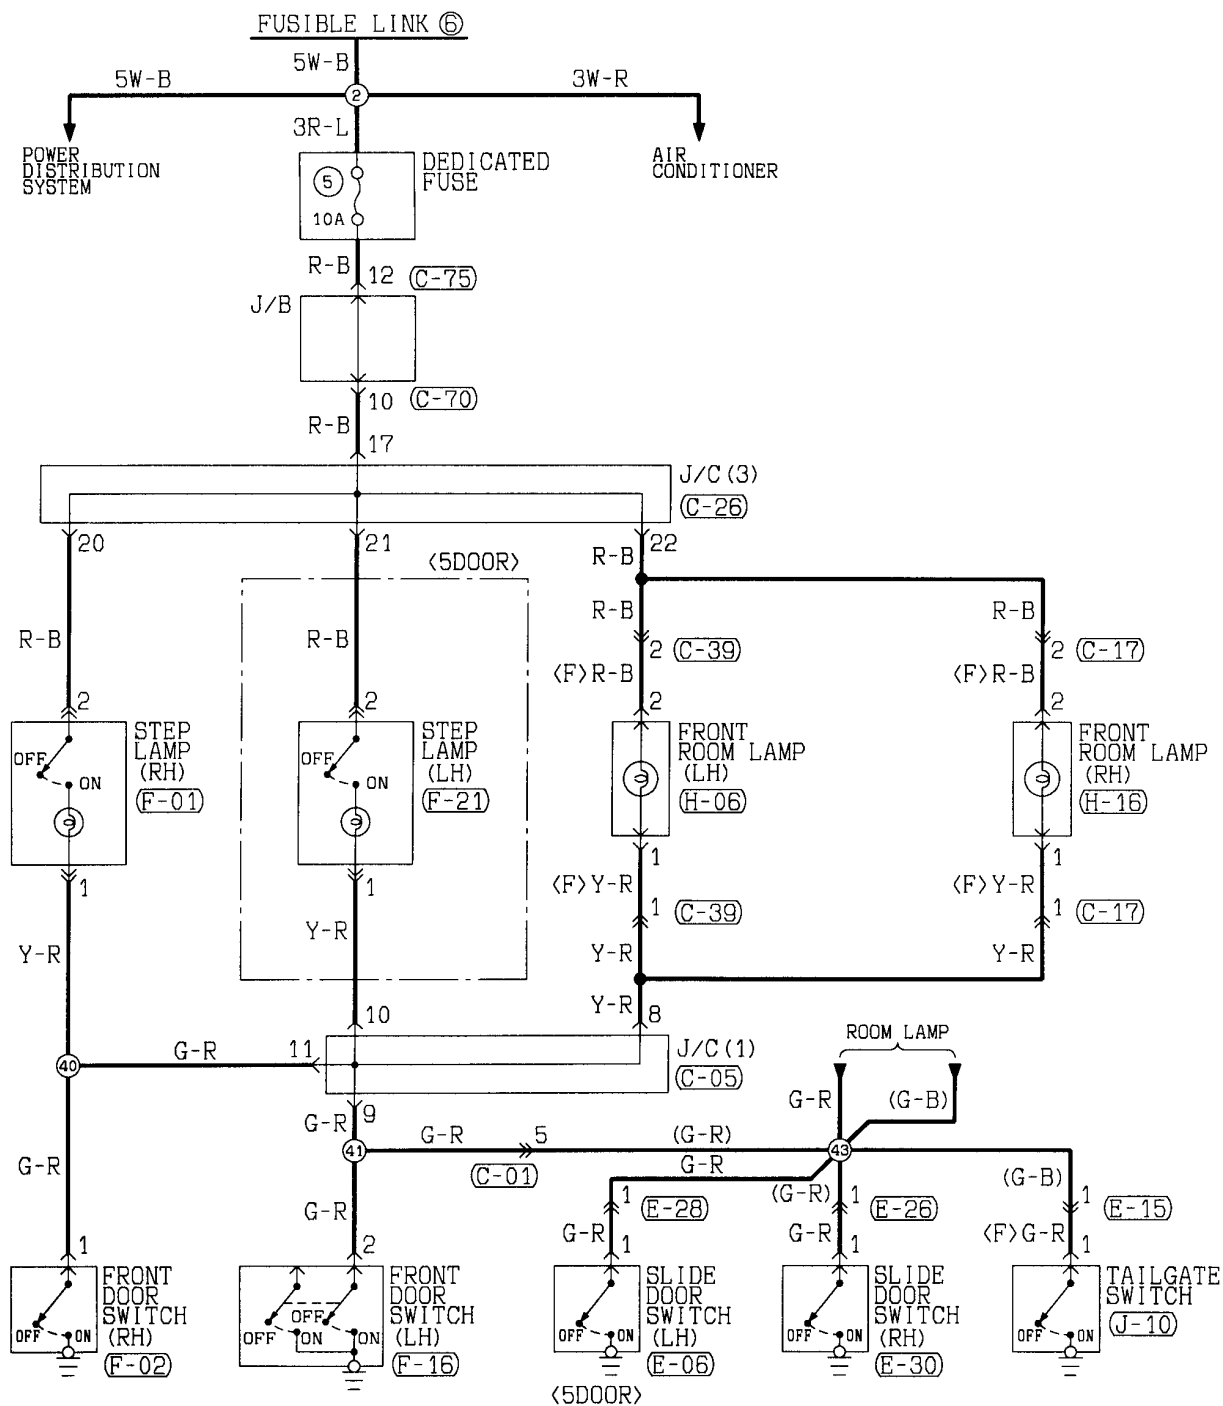 FUSIBLE LINK ⑥
5W-B
5W-B
3W-R
2
3R-L
POWER
DISTRIBUTION
SYSTEM
AIR
CONDITIONER
5
10A
DEDICATED
FUSE
R-B
12
C-75
J/B
10
C-70
R-B
17
J/C(3)
C-26
20
21
22
<5DOOR>
R-B
R-B
R-B
R-B
R-B
2
C-39
2
C-17
<F>R-B
<F>R-B
2
2
2
2
STEP
LAMP
(RH)
F-01
OFF
ON
STEP
LAMP
(LH)
F-21
OFF
ON
FRONT
ROOM LAMP
(LH)
H-06
FRONT
ROOM LAMP
(RH)
H-16
1
1
1
1
<F>Y-R
<F>Y-R
1
C-39
1
C-17
Y-R
Y-R
Y-R
Y-R
Y-R
10
8
ROOM LAMP
40
G-R
11
J/C(1)
C-05
G-R
(G-B)
G-R
9
41
G-R
5
(G-R)
43
C-01
G-R
G-R
(G-R)
(G-B)
1
E-28
1
E-26
1
E-15
G-R
G-R
G-R
<F>G-R
1
2
1
1
1
FRONT
DOOR
SWITCH
(RH)
F-02
OFF
ON
FRONT
DOOR
SWITCH
(LH)
F-16
OFF
OFF
ON
ON
SLIDE
DOOR
SWITCH
(LH)
E-06
OFF
ON
SLIDE
DOOR
SWITCH
(RH)
E-30
OFF
ON
TAILGATE
SWITCH
J-10
OFF
ON
<5DOOR>